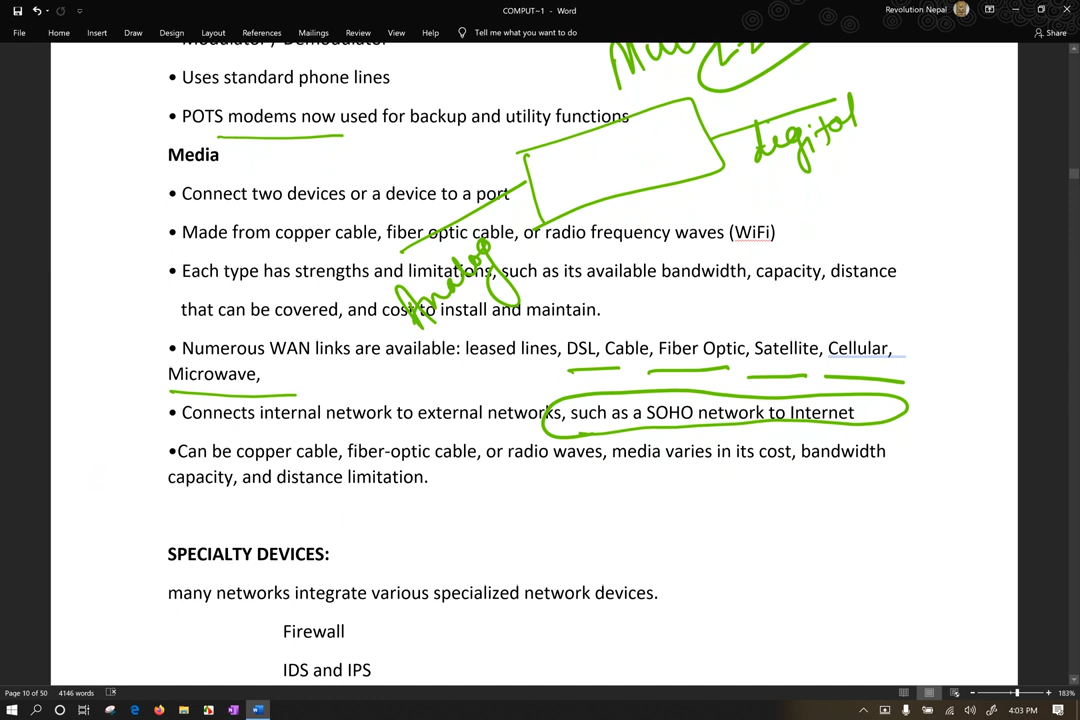 COMPUT~1 - Word
Revolution Nepal
File Home Insert Draw Design Layout References Mailings Review View Help Tell me what you want to do
Share
Modulator / Demodulator
• Uses standard phone lines
• POTS modems now used for backup and utility functions
digital
Media
• Connect two devices or a device to a port
• Made from copper cable, fiber optic cable, or radio frequency waves (WiFi)
• Each type has strengths and limitations, such as its available bandwidth, capacity, distance
Analog
that can be covered, and cost to install and maintain.
• Numerous WAN links are available: leased lines, DSL, Cable, Fiber Optic, Satellite, Cellular,
Microwave,
• Connects internal network to external networks, such as a SOHO network to Internet
•Can be copper cable, fiber-optic cable, or radio waves, media varies in its cost, bandwidth
capacity, and distance limitation.
SPECIALTY DEVICES:
many networks integrate various specialized network devices.
Firewall
IDS and IPS
Page 10 of 50 4146 words
183%
4:03 PM